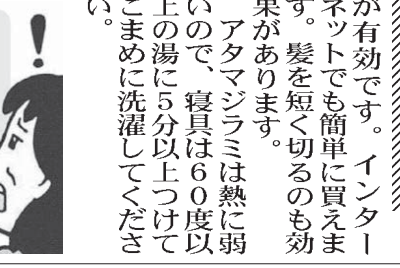 が有効です。インター
ネットでも簡単に買えま
す。髪を短く切るのも効
果があります。
アタマジラミは熱に弱
いので、寝具は６０度以
上の湯に５分以上つけて
こまめに洗濯してくださ
い。
！